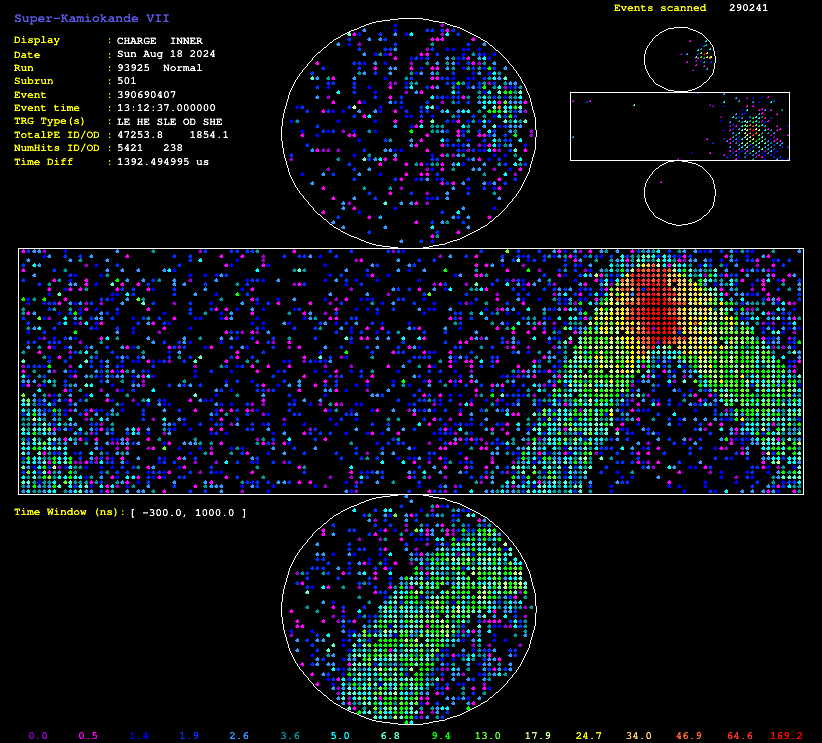 Super-Kamiokande VII
Events scanned 290241
Display : CHARGE INNER
Date : Sun Aug 18 2024
Run : 93925 Normal
Subrun : 501
Event : 390690407
Event time : 13:12:37.000000
TRG Type(s) : LE HE SLE OD SHE
TotalPE ID/OD : 47253.8 1854.1
NumHits ID/OD : 5421 238
Time Diff : 1392.494995 us
Time Window (ns): [ -300.0, 1000.0 ]
0.0 0.5 1.4 1.9 2.6 3.6 5.0 6.8 9.4 13.0 17.9 24.7 34.0 46.9 64.6 169.2